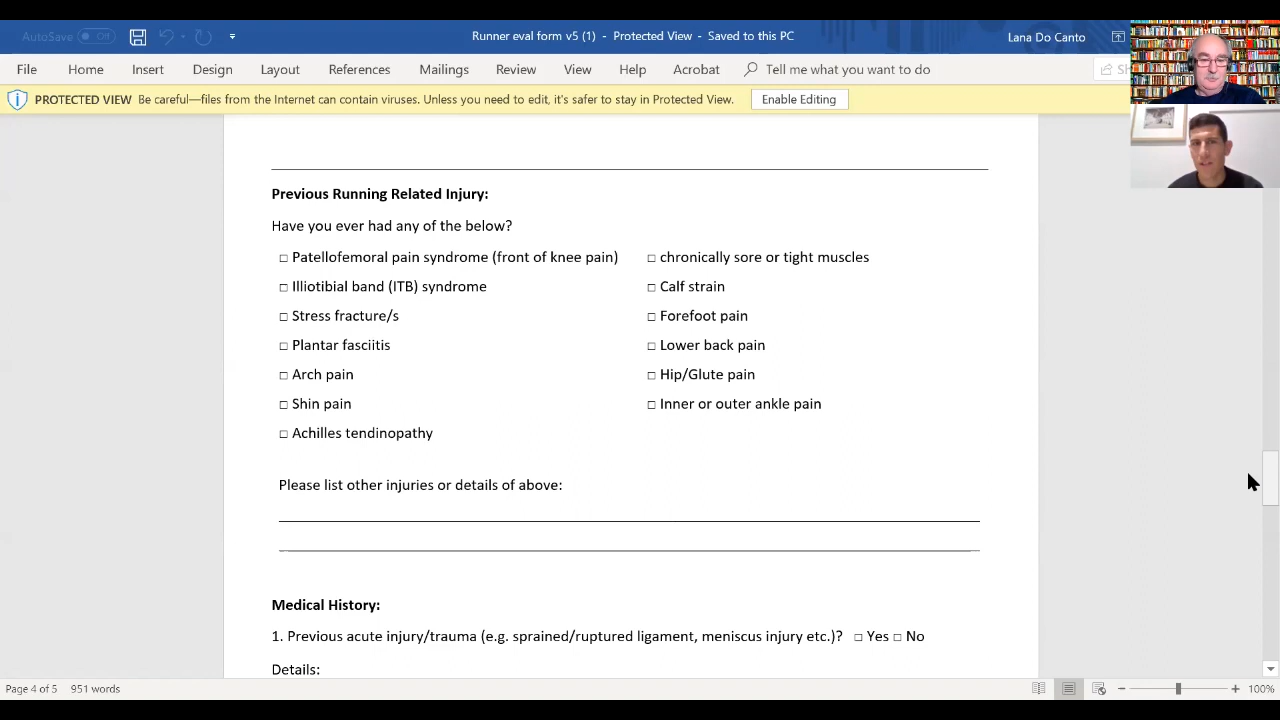 AutoSave Off Runner eval form v5 (1) - Protected View - Saved to this PC Lana Do Canto
File Home Insert Design Layout References Mailings Review View Help Acrobat Tell me what you want to do
PROTECTED VIEW Be careful—files from the Internet can contain viruses. Unless you need to edit, it's safer to stay in Protected View. Enable Editing
Previous Running Related Injury:
Have you ever had any of the below?
□ Patellofemoral pain syndrome (front of knee pain) □ chronically sore or tight muscles
□ Illiotibial band (ITB) syndrome □ Calf strain
□ Stress fracture/s □ Forefoot pain
□ Plantar fasciitis □ Lower back pain
□ Arch pain □ Hip/Glute pain
□ Shin pain □ Inner or outer ankle pain
□ Achilles tendinopathy
Please list other injuries or details of above:
Medical History:
1. Previous acute injury/trauma (e.g. sprained/ruptured ligament, meniscus injury etc.)? □ Yes □ No
Details:
Page 4 of 5 951 words 100%